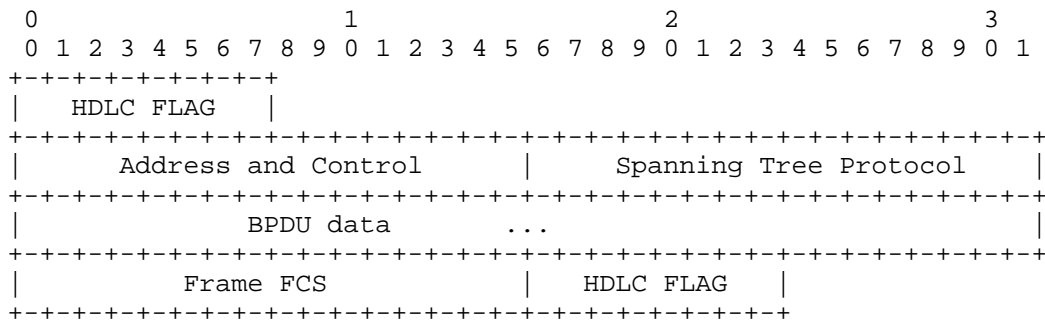 0                   1                   2                   3
 0 1 2 3 4 5 6 7 8 9 0 1 2 3 4 5 6 7 8 9 0 1 2 3 4 5 6 7 8 9 0 1
+-+-+-+-+-+-+-+-+
|   HDLC FLAG   |
+-+-+-+-+-+-+-+-+-+-+-+-+-+-+-+-+-+-+-+-+-+-+-+-+-+-+-+-+-+-+-+-+
|      Address and Control      |     Spanning Tree Protocol    |
+-+-+-+-+-+-+-+-+-+-+-+-+-+-+-+-+-+-+-+-+-+-+-+-+-+-+-+-+-+-+-+-+
|              BPDU data       ...                              |
+-+-+-+-+-+-+-+-+-+-+-+-+-+-+-+-+-+-+-+-+-+-+-+-+-+-+-+-+-+-+-+-+
|          Frame FCS            |   HDLC FLAG   |
+-+-+-+-+-+-+-+-+-+-+-+-+-+-+-+-+-+-+-+-+-+-+-+-+